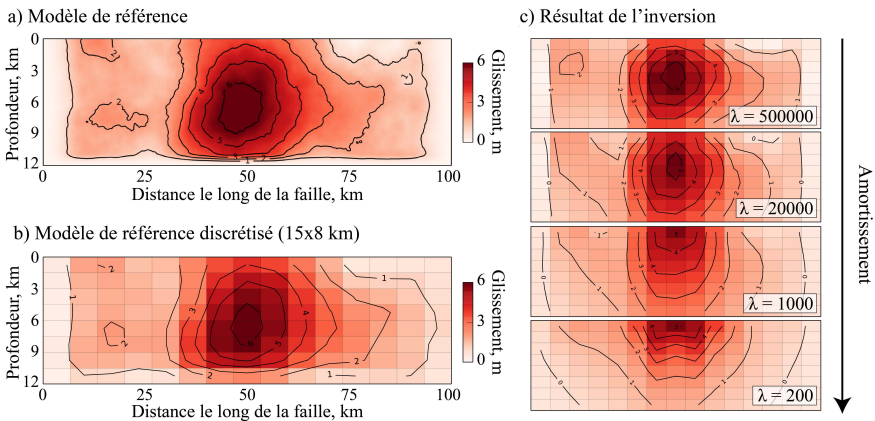 a) Modèle de référence
0
3
6
9
12
Profondeur, km
0
25
50
75
100
Distance le long de la faille, km
6
3
0
Glissement, m
b) Modèle de référence discrétisé (15x8 km)
0
3
6
9
12
Profondeur, km
0
25
50
75
100
Distance le long de la faille, km
6
3
0
Glissement, m
c) Résultat de l’inversion
λ = 500000
λ = 20000
λ = 1000
λ = 200
Amortissement